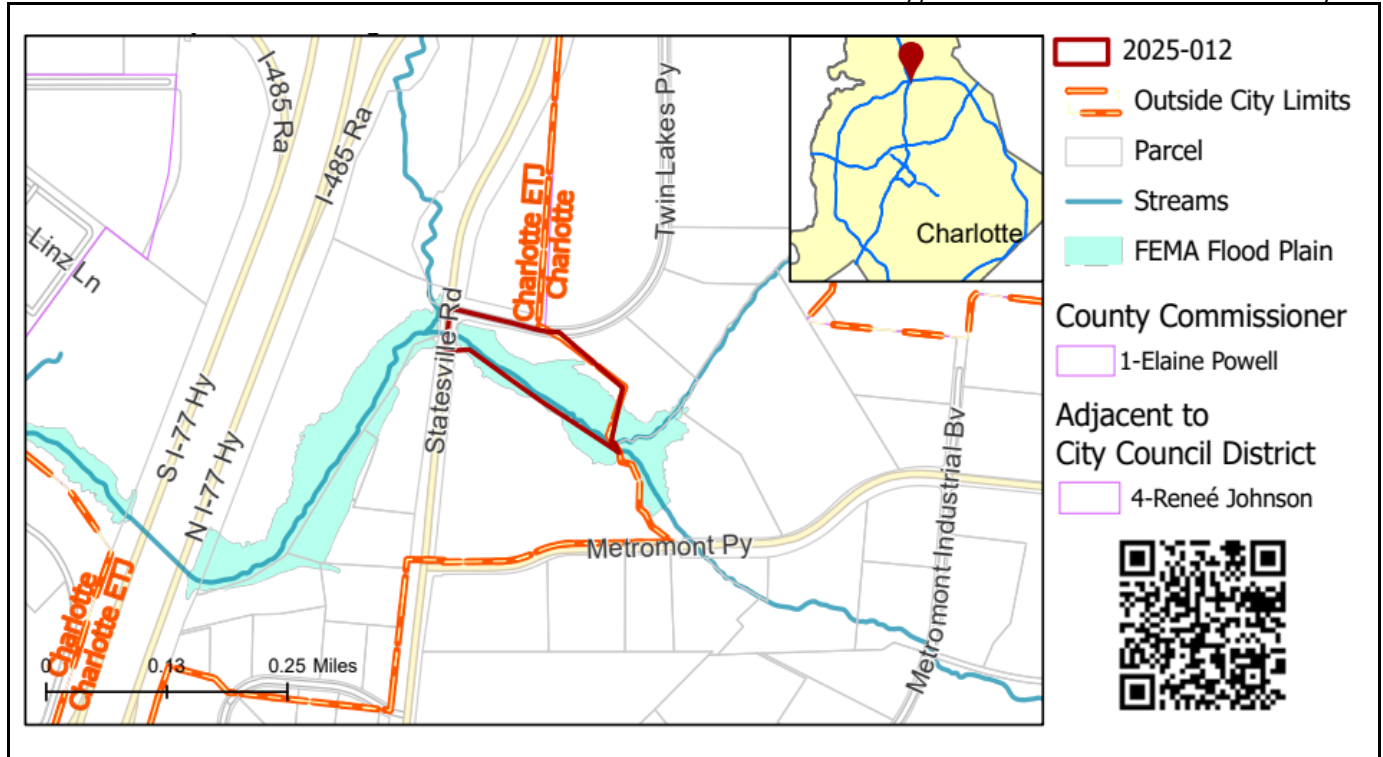 I-485 Ra
I-485 Ra
Twin Lakes Py
Charlotte ETJ
Charlotte
Linz Ln
Statesville Rd
S I-77 Hy
N I-77 Hy
Metromont Py
Metromont Industrial Bv
Charlotte
Charlotte ETJ
0
0.13
0.25 Miles
Charlotte
2025-012
Outside City Limits
Parcel
Streams
FEMA Flood Plain
County Commissioner
1-Elaine Powell
Adjacent to
City Council District
4-Reneé Johnson